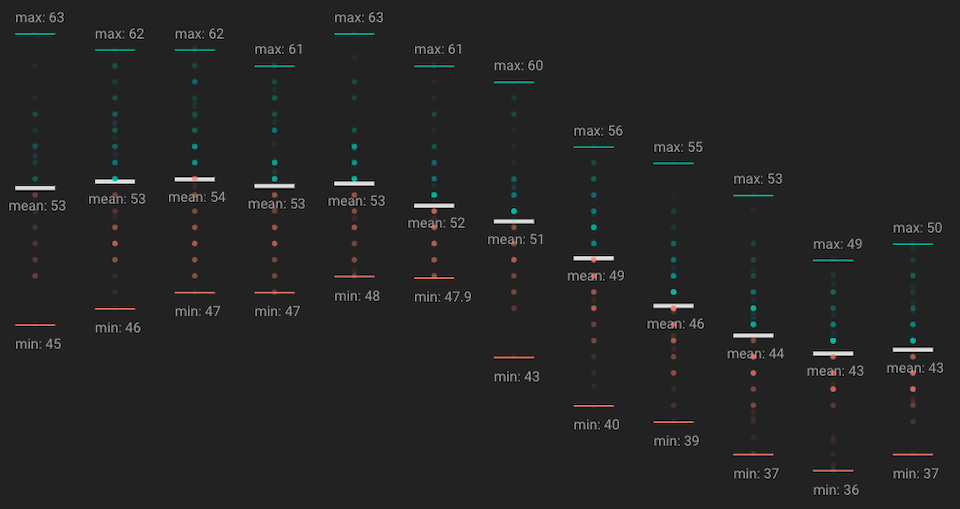 max: 63
mean: 53
min: 45
max: 62
mean: 53
min: 46
max: 62
mean: 54
min: 47
max: 61
mean: 53
min: 47
max: 63
mean: 53
min: 48
max: 61
mean: 52
min: 47.9
max: 60
mean: 51
min: 43
max: 56
mean: 49
min: 40
max: 55
mean: 46
min: 39
max: 53
mean: 44
min: 37
max: 49
mean: 43
min: 36
max: 50
mean: 43
min: 37